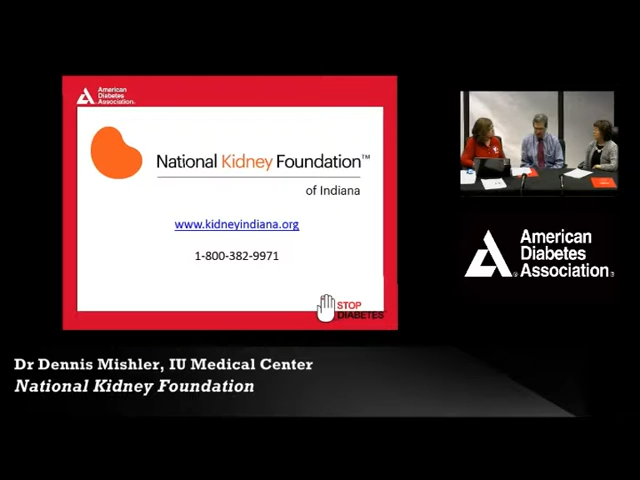 American
Diabetes
Association.
National Kidney Foundation™
of Indiana
www.kidneyindiana.org
1-800-382-9971
STOP
DIABETES
American
Diabetes
Association®
Dr Dennis Mishler, IU Medical Center
National Kidney Foundation